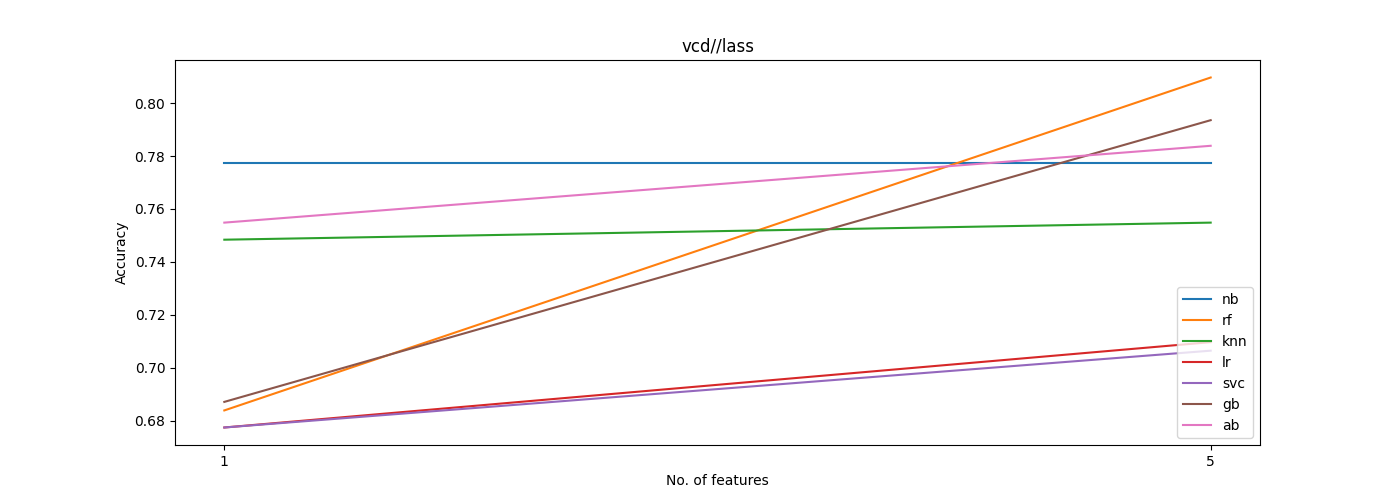 vcd//lass
0.80
0.78
0.76
0.74
0.72
0.70
0.68
Accuracy
1
5
No. of features
nb
rf
knn
lr
svc
gb
ab